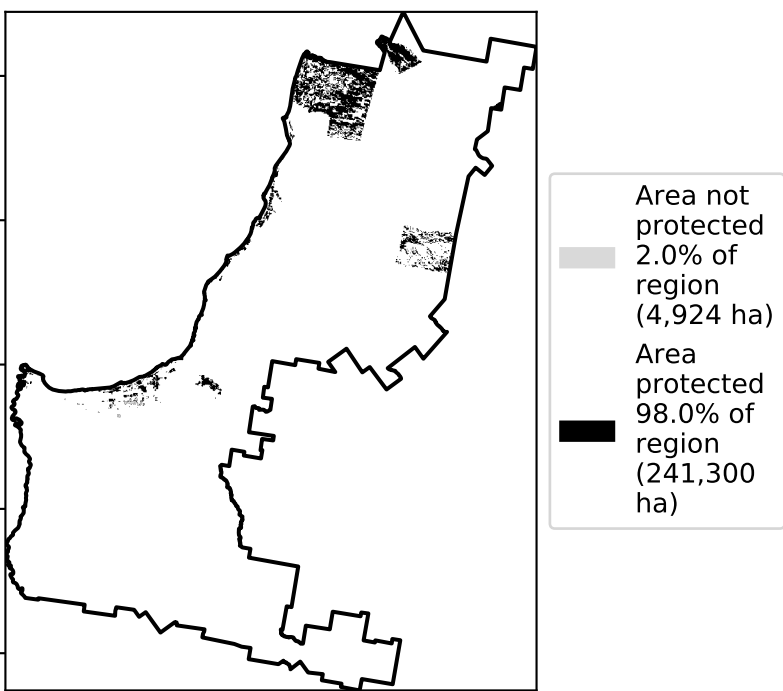 Area not
protected
2.0% of
region
(4,924 ha)
Area
protected
98.0% of
region
(241,300
ha)